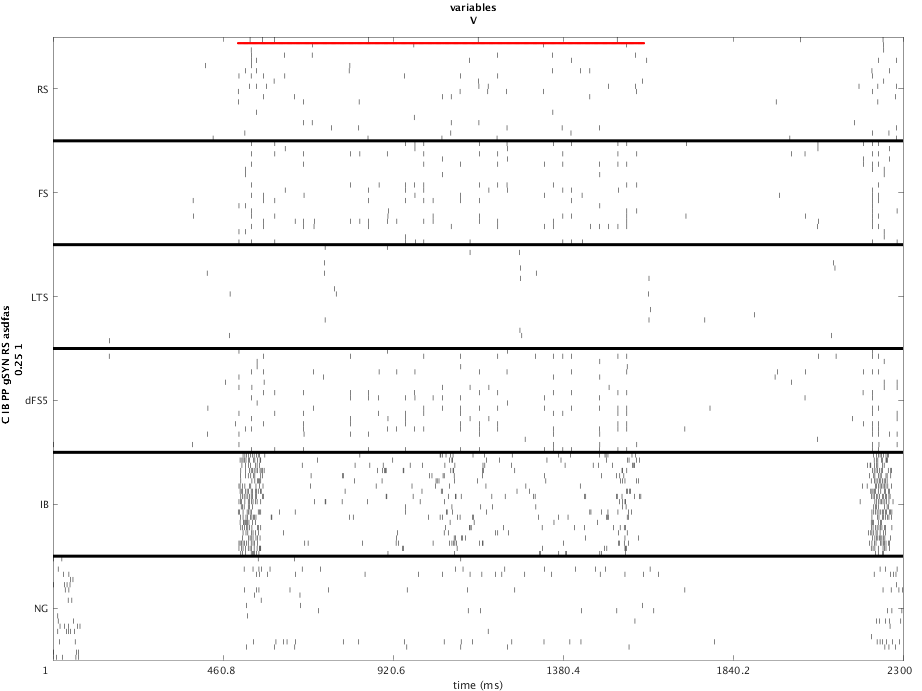 variables
V
RS
FS
LTS
dFS5
IB
NG
C IB PP gSYN RS asdfas
0.25 1
1
460.8
920.6
1380.4
1840.2
2300
time (ms)